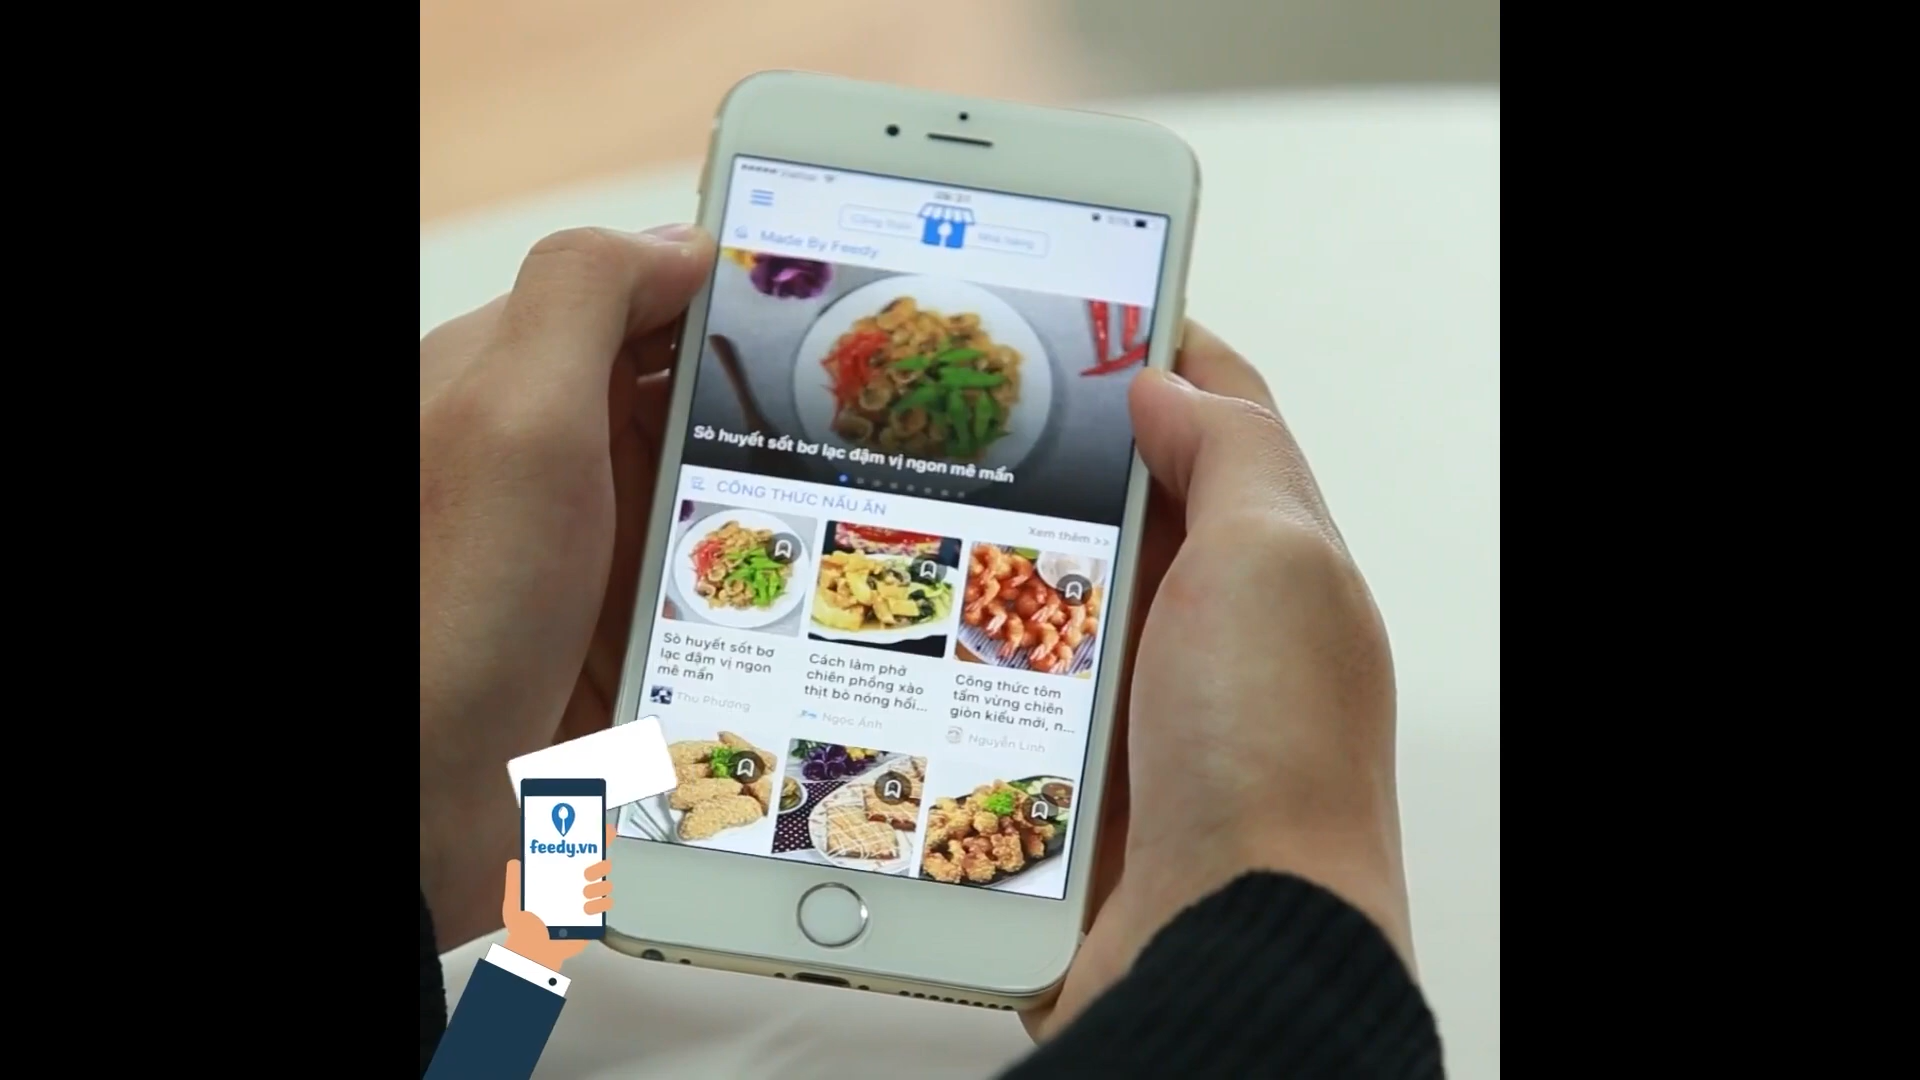 Made By Feedy
Sò huyết sốt bơ lạc đậm vị ngon mê mẩn
CÔNG THỨC NẤU ĂN
Xem thêm >>
Sò huyết sốt bơ
lạc đậm vị ngon
mê mẩn
Thu Phương
Cách làm phở
chiên phồng xào
thịt bò nóng hổi...
Ngọc Ánh
Công thức tôm
tẩm vừng chiên
giòn kiểu mới, n...
Nguyễn Linh
feedy.vn